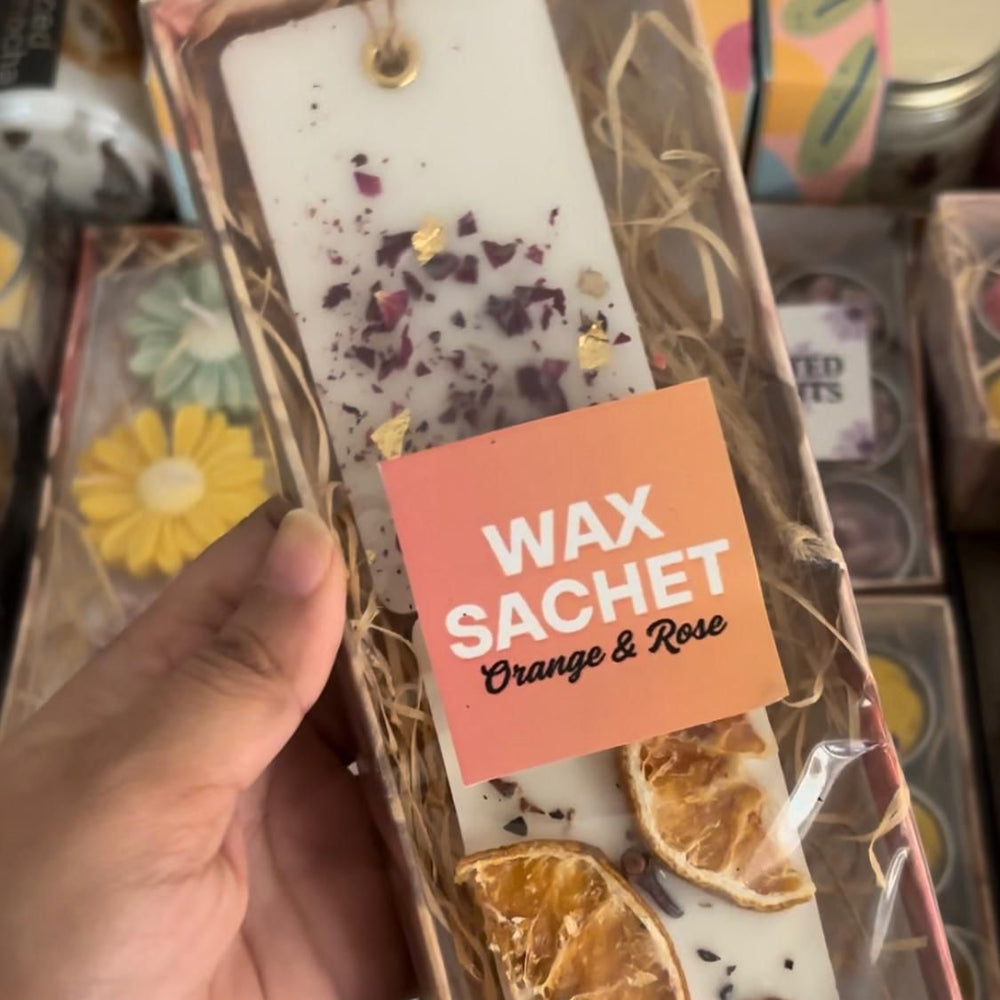 WAX
SACHET
Orange & Rose